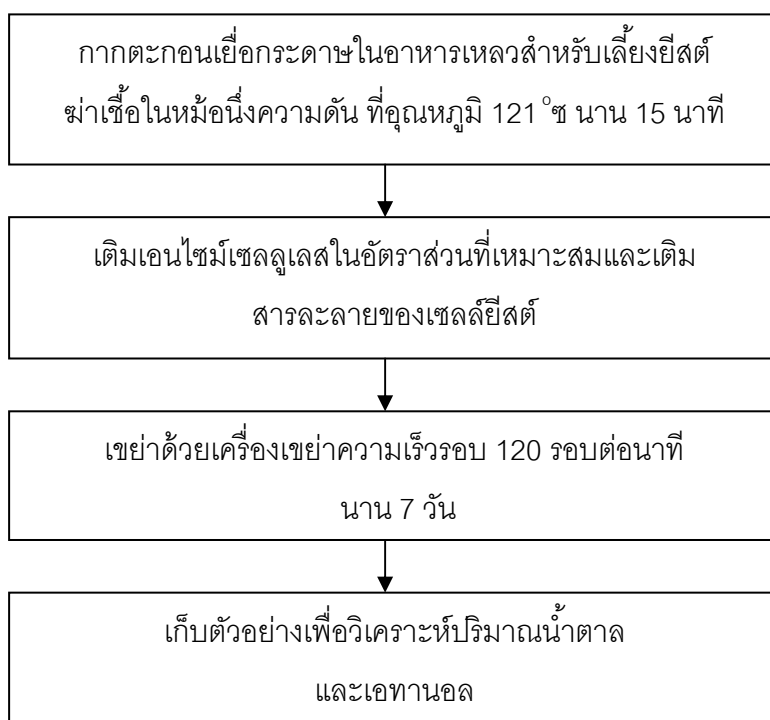 กากตะกอนเยื่อกระดาษในอาหารเหลวสำหรับเลี้ยงยีสต์
ฆ่าเชื้อในหม้อนึ่งความดัน ที่อุณหภูมิ 121 °ซ นาน 15 นาที
เติมเอนไซม์เซลลูเลสในอัตราส่วนที่เหมาะสมและเติม
สารละลายของเซลล์ยีสต์
เขย่าด้วยเครื่องเขย่าความเร็วรอบ 120 รอบต่อนาที
นาน 7 วัน
เก็บตัวอย่างเพื่อวิเคราะห์ปริมาณน้ำตาล
และเอทานอล